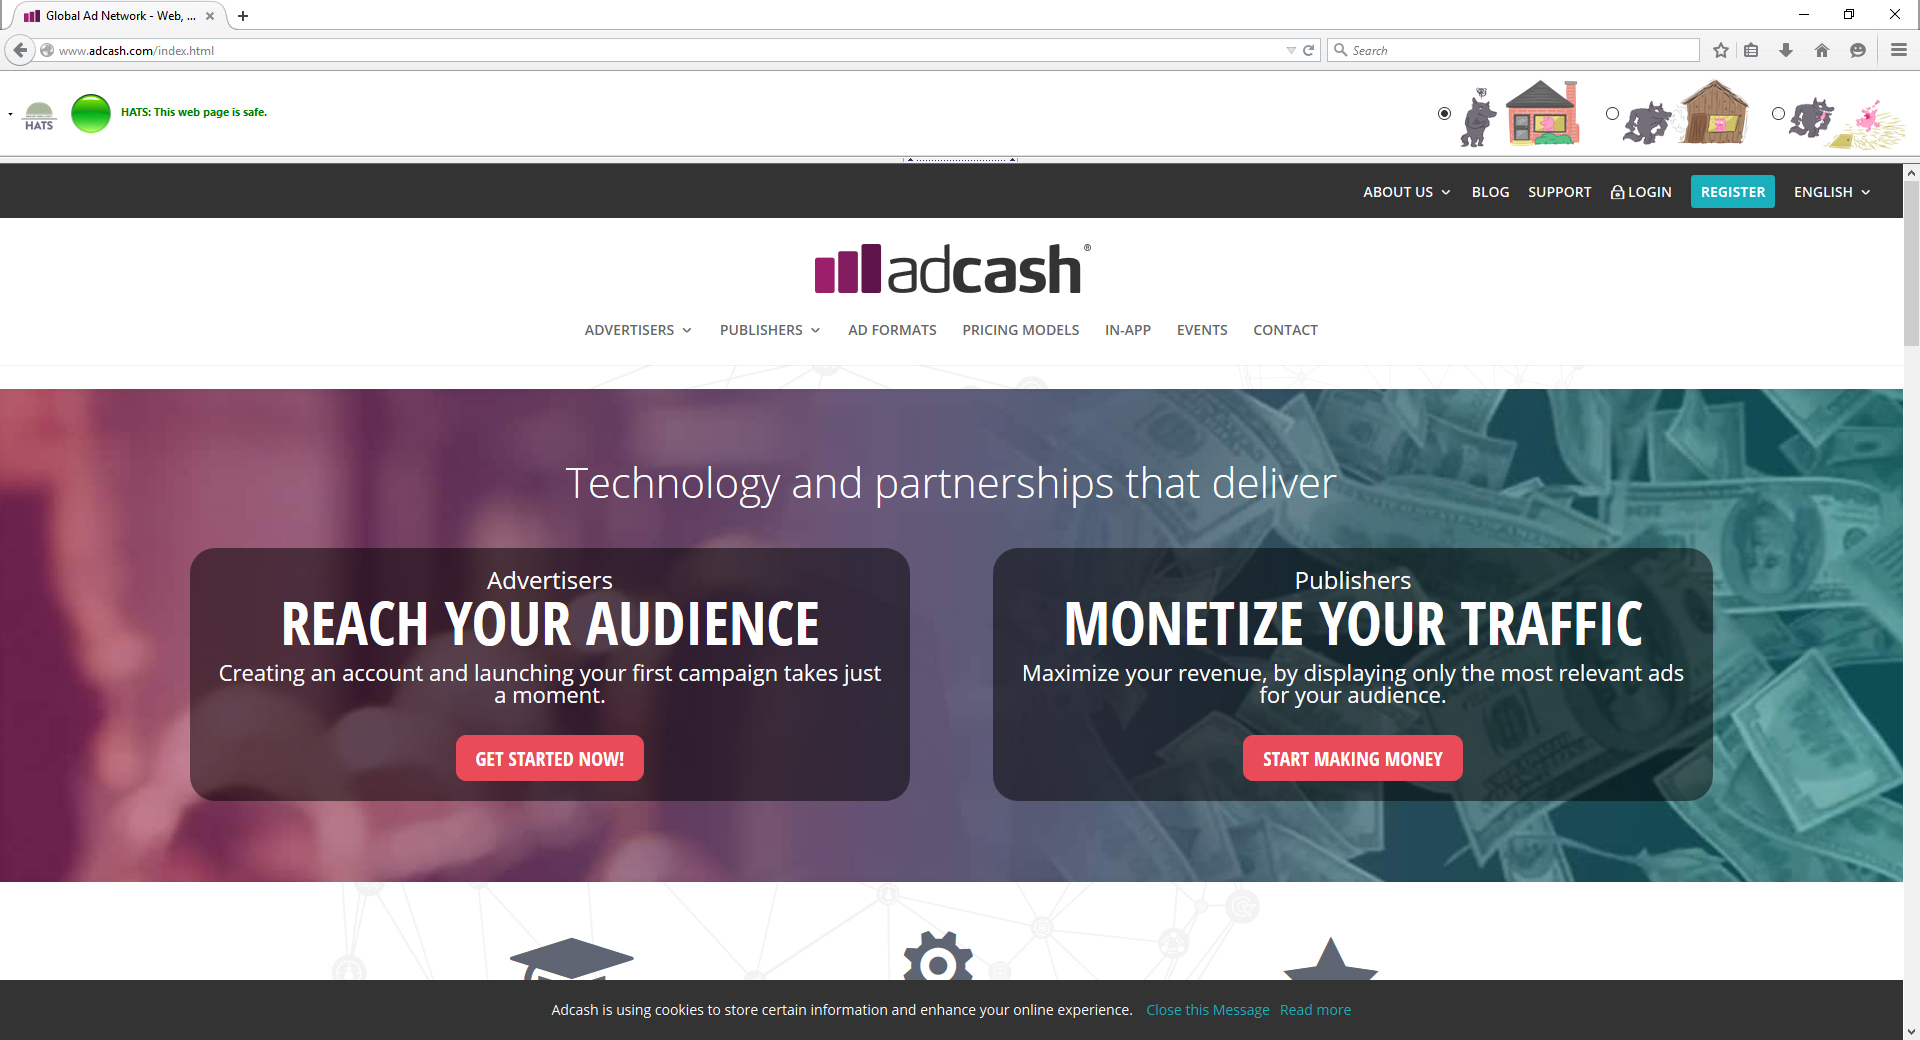 Global Ad Network - Web, ...
www.adcash.com/index.html
Search
HATS
HATS: This web page is safe.
ABOUT US
BLOG
SUPPORT
LOGIN
REGISTER
ENGLISH
adcash®
ADVERTISERS
PUBLISHERS
AD FORMATS
PRICING MODELS
IN-APP
EVENTS
CONTACT
Technology and partnerships that deliver
Advertisers
REACH YOUR AUDIENCE
Creating an account and launching your first campaign takes just
a moment.
GET STARTED NOW!
Publishers
MONETIZE YOUR TRAFFIC
Maximize your revenue, by displaying only the most relevant ads
for your audience.
START MAKING MONEY
Adcash is using cookies to store certain information and enhance your online experience. Close this Message Read more